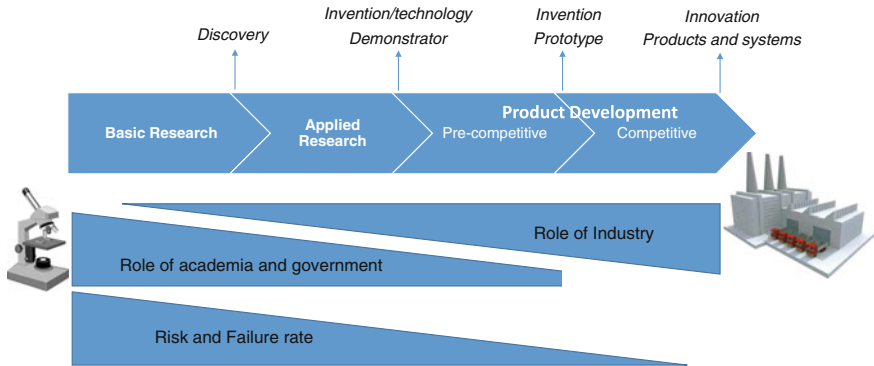 Discovery
Invention/technology
Demonstrator
Invention
Prototype
Innovation
Products and systems
Basic Research
Applied
Research
Product Development
Pre-competitive
Competitive
Role of Industry
Role of academia and government
Risk and Failure rate